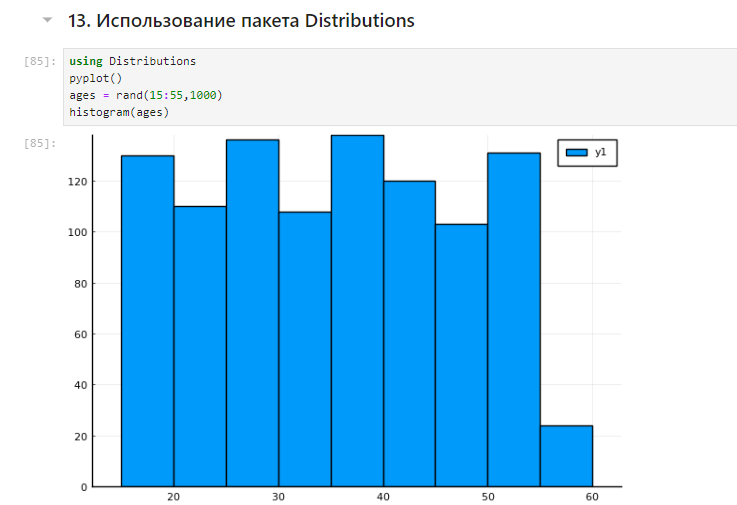 13. Использование пакета Distributions
[85]:
using Distributions
pyplot()
ages = rand(15:55,1000)
histogram(ages)
[85]:
y1
120
100
80
60
40
20
0
20 30 40 50 60